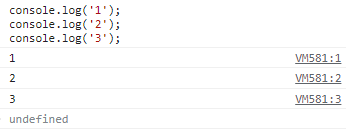 console.log('1');
console.log('2');
console.log('3');
1 VM581:1
2 VM581:2
3 VM581:3
undefined